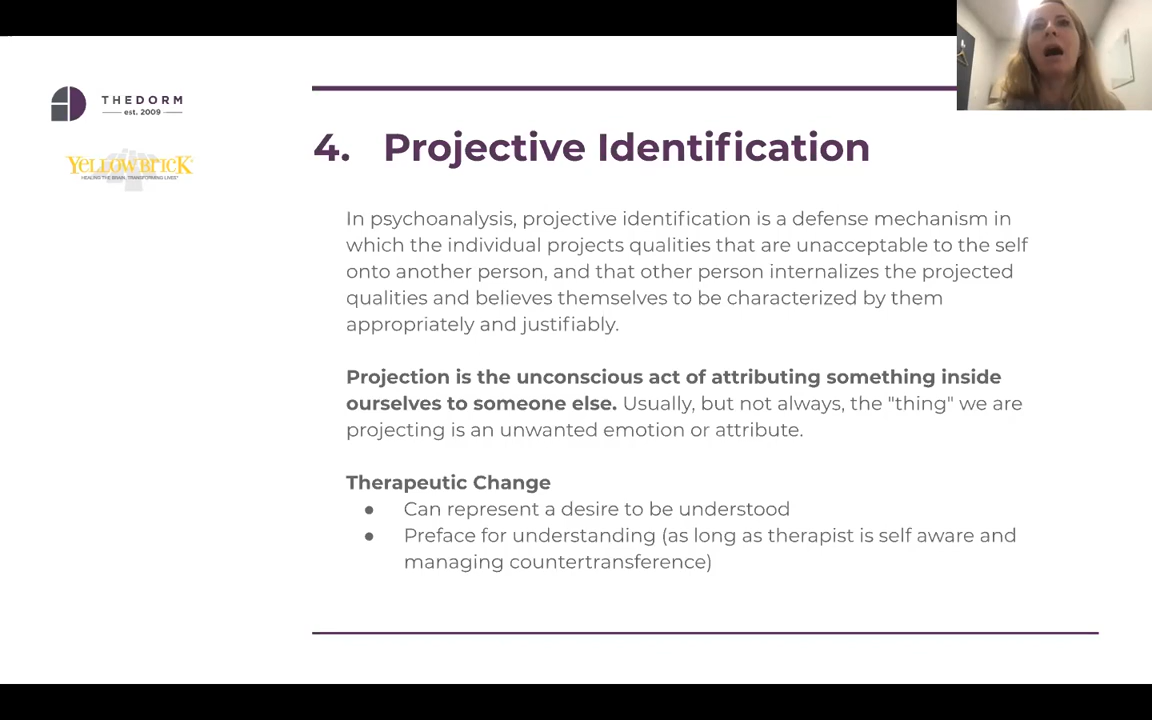 THEDORM
est. 2009
YELLOWBRICK
HEALING THE BRAIN, TRANSFORMING LIVES
4. Projective Identification
In psychoanalysis, projective identification is a defense mechanism in
which the individual projects qualities that are unacceptable to the self
onto another person, and that other person internalizes the projected
qualities and believes themselves to be characterized by them
appropriately and justifiably.
Projection is the unconscious act of attributing something inside
ourselves to someone else. Usually, but not always, the "thing" we are
projecting is an unwanted emotion or attribute.
Therapeutic Change
● Can represent a desire to be understood
● Preface for understanding (as long as therapist is self aware and
managing countertransference)